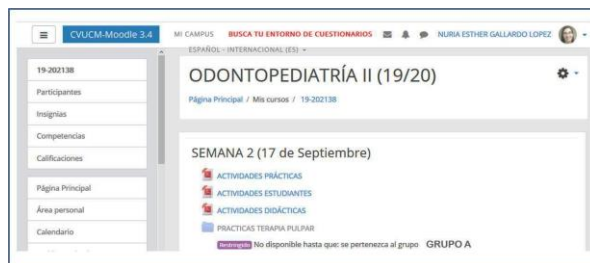 CVUCM-Moodle 3.4
MI CAMPUS
BUSCA TU ENTORNO DE CUESTIONARIOS
NURIA ESTHER GALLARDO LOPEZ
ESPAÑOL - INTERNACIONAL (ES)
19-202138
Participantes
Insignias
Competencias
Calificaciones
Página Principal
Área personal
Calendario
ODONTOPEDIATRÍA II (19/20)
Página Principal / Mis cursos / 19-202138
SEMANA 2 (17 de Septiembre)
ACTIVIDADES PRÁCTICAS
ACTIVIDADES ESTUDIANTES
ACTIVIDADES DIDÁCTICAS
PRACTICAS TERAPIA PULPAR
Restringido No disponible hasta que: se pertenezca al grupo GRUPO A